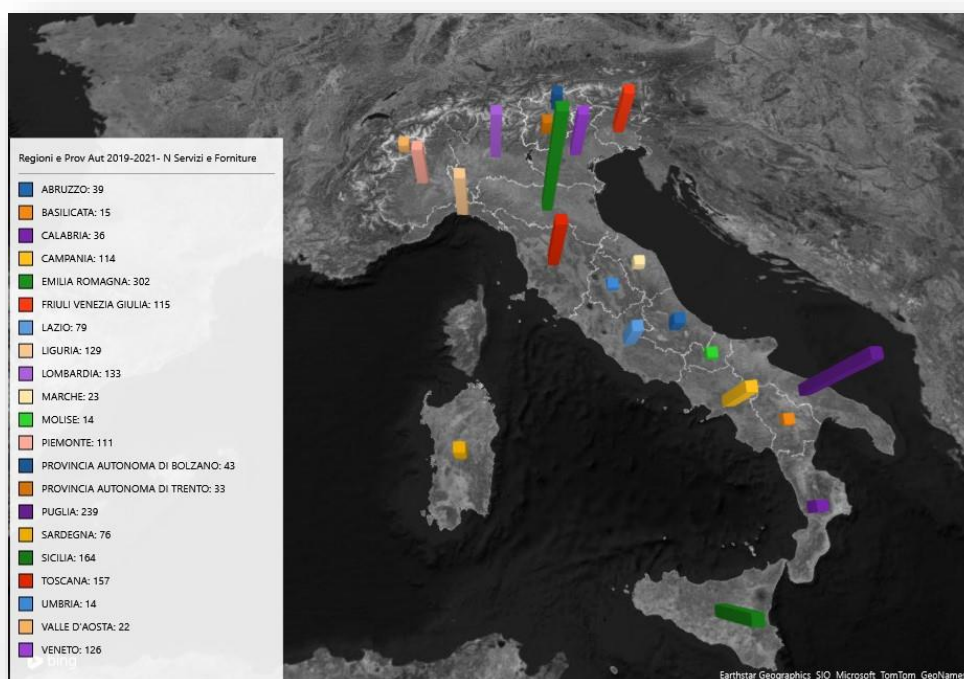 Regioni e Prov Aut 2019-2021- N Servizi e Forniture
ABRUZZO: 39
BASILICATA: 15
CALABRIA: 36
CAMPANIA: 114
EMILIA ROMAGNA: 302
FRIULI VENEZIA GIULIA: 115
LAZIO: 79
LIGURIA: 129
LOMBARDIA: 133
MARCHE: 23
MOLISE: 14
PIEMONTE: 111
PROVINCIA AUTONOMA DI BOLZANO: 43
PROVINCIA AUTONOMA DI TRENTO: 33
PUGLIA: 239
SARDEGNA: 76
SICILIA: 164
TOSCANA: 157
UMBRIA: 14
VALLE D'AOSTA: 22
VENETO: 126
bing
Earthstar Geographics SIO Microsoft TomTom GeoNames